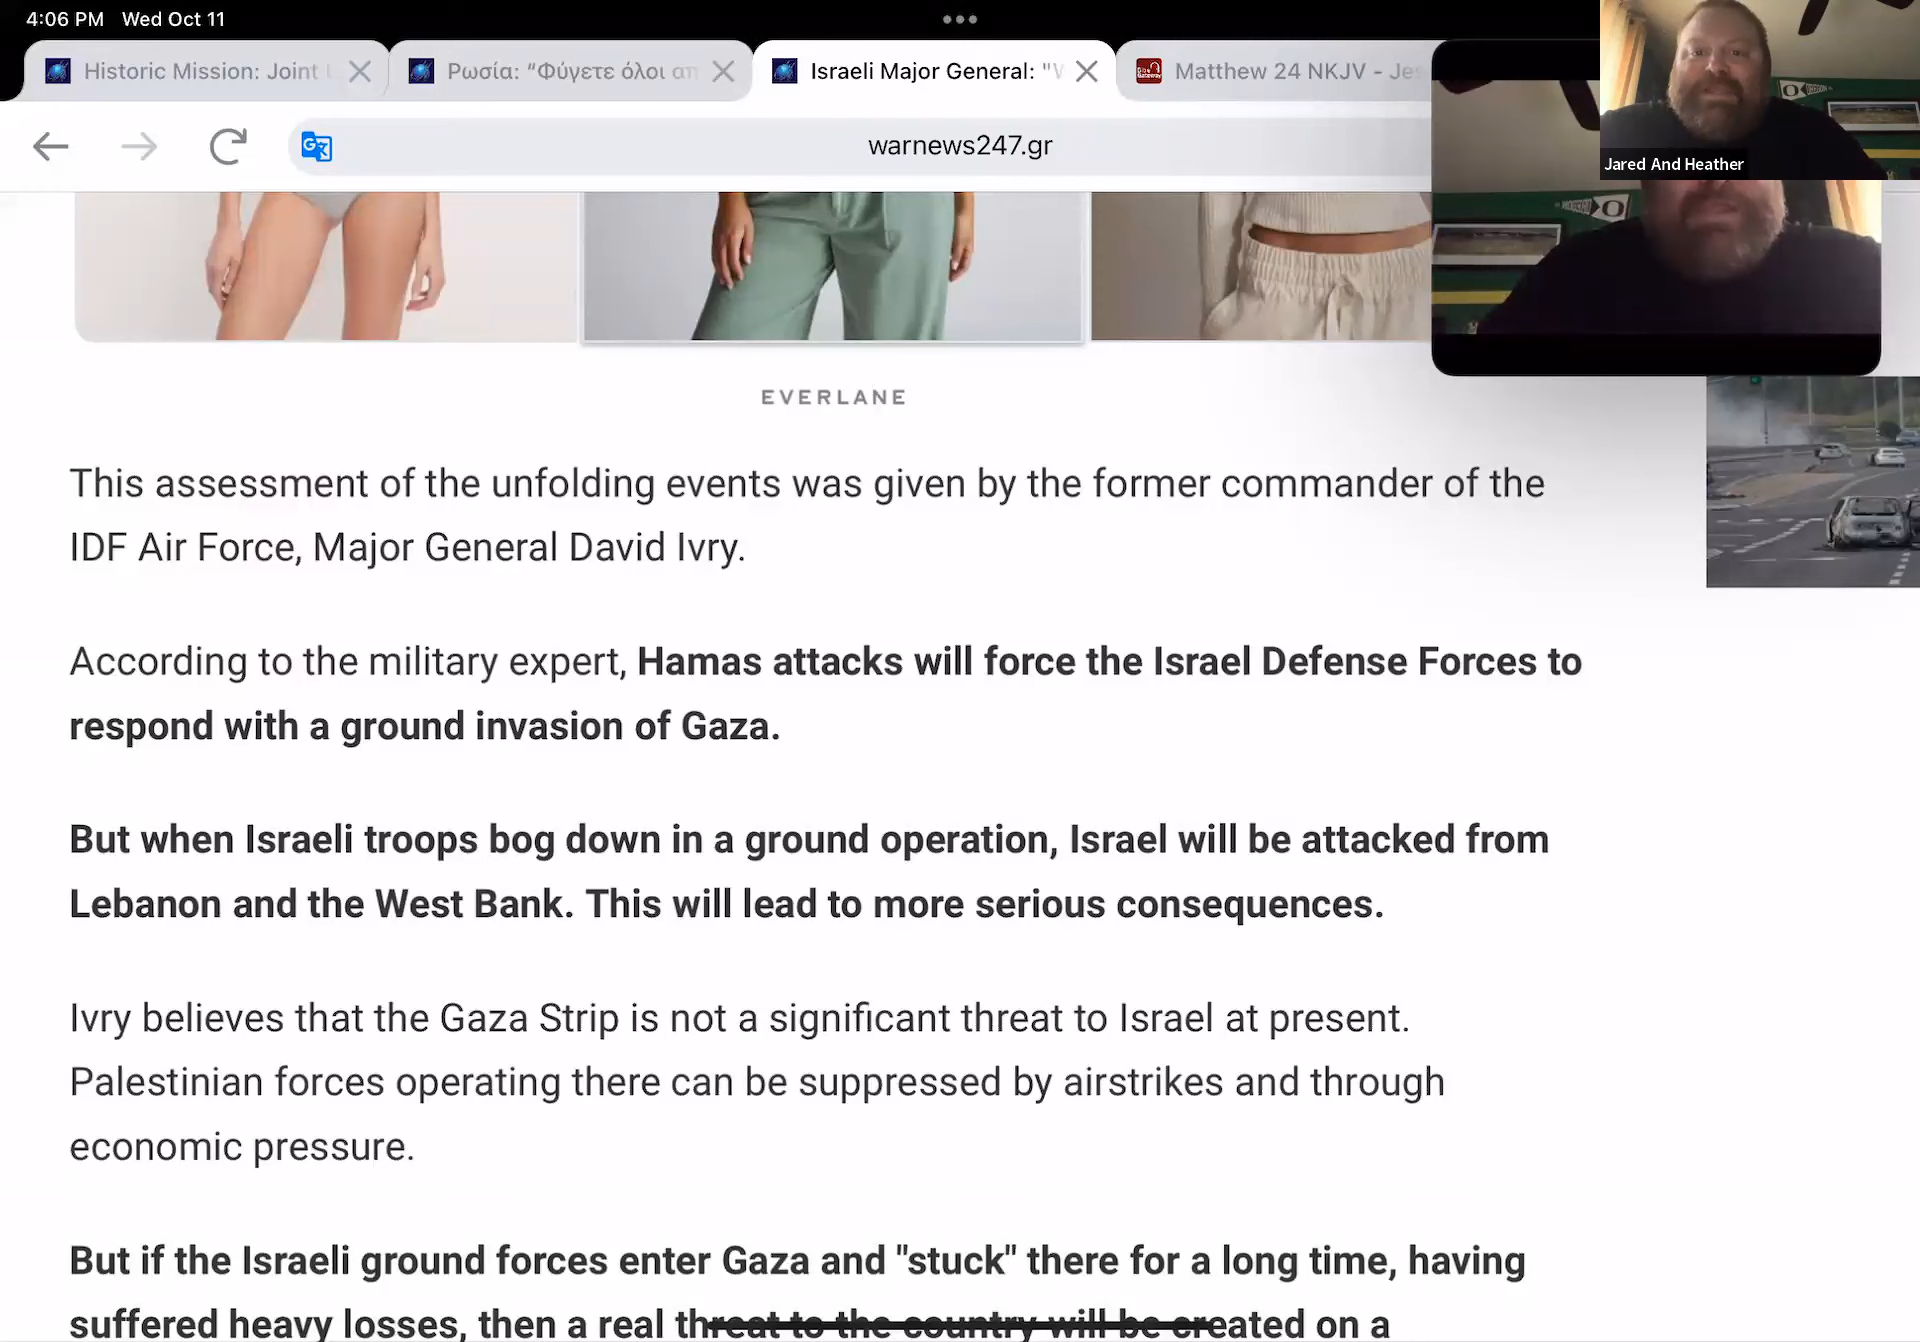 4:06 PM Wed Oct 11
Historic Mission: Joint
Ρωσία: “Φύγετε όλοι απ
Israeli Major General: "V
Matthew 24 NKJV - Jes
warnews247.gr
Jared And Heather
EVERLANE
This assessment of the unfolding events was given by the former commander of the
IDF Air Force, Major General David Ivry.
According to the military expert, Hamas attacks will force the Israel Defense Forces to
respond with a ground invasion of Gaza.
But when Israeli troops bog down in a ground operation, Israel will be attacked from
Lebanon and the West Bank. This will lead to more serious consequences.
Ivry believes that the Gaza Strip is not a significant threat to Israel at present.
Palestinian forces operating there can be suppressed by airstrikes and through
economic pressure.
But if the Israeli ground forces enter Gaza and "stuck" there for a long time, having
suffered heavy losses, then a real threat to the country will be created on a